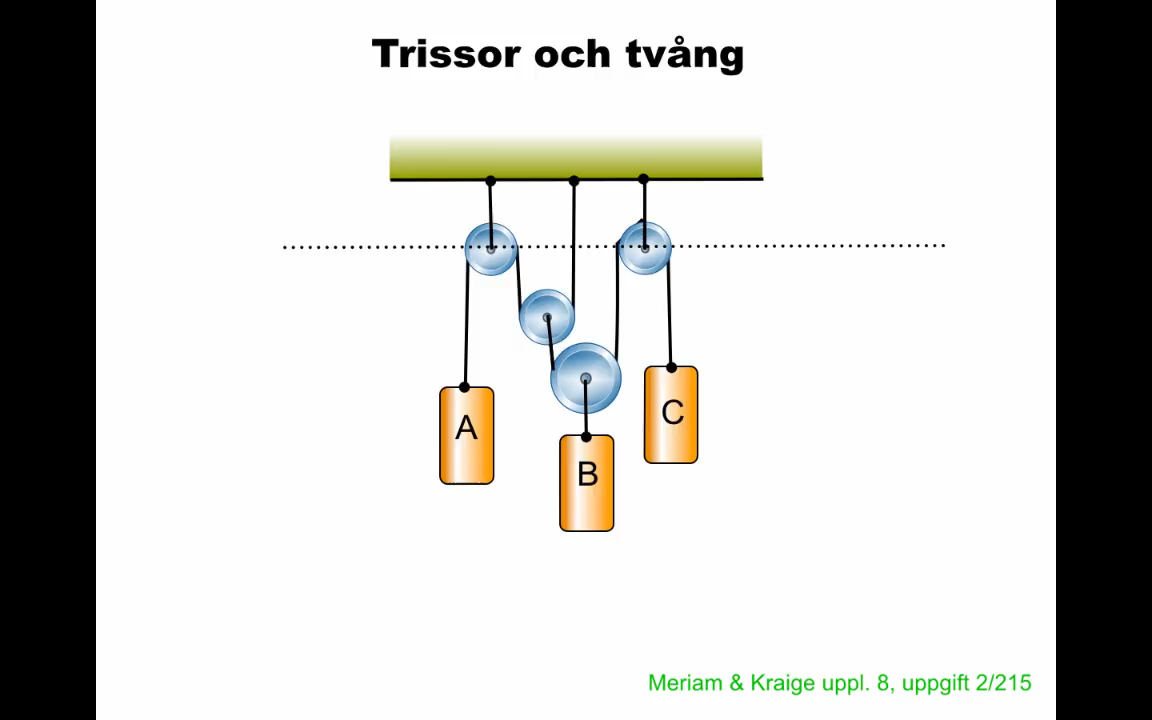 Trissor och tvång
A
B
C
Meriam & Kraige uppl. 8, uppgift 2/215